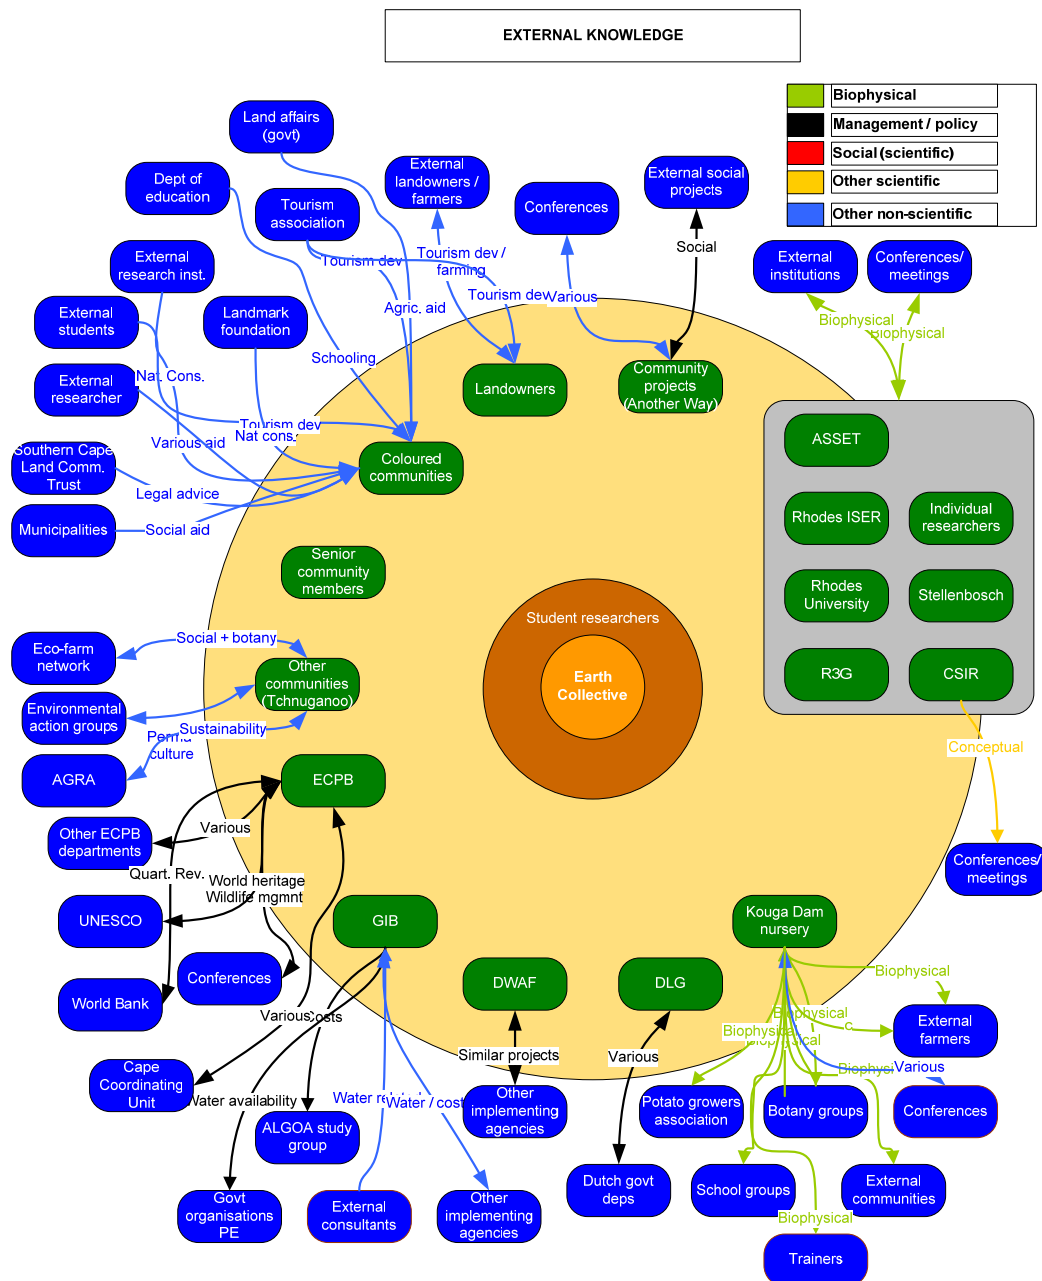 EXTERNAL KNOWLEDGE
Biophysical
Management / policy
Social (scientific)
Other scientific
Other non-scientific
Land affairs
(govt)
Dept of
education
Tourism
association
External
landowners /
farmers
Conferences
External social
projects
External
research inst.
External
institutions
Conferences/
meetings
External
students
Landmark
foundation
External
researcher
Southern Cape
Land Comm.
Trust
Municipalities
Tourism dev
Tourism dev /
farming
Tourism dev
Various
Social
Agric. aid
Biophysical
Biophysical
Schooling
Nat. Cons.
Tourism dev
Nat cons.
Various aid
Legal advice
Social aid
Landowners
Community
projects
(Another Way)
Coloured
communities
ASSET
Rhodes ISER
Individual
researchers
Rhodes
University
Stellenbosch
R3G
CSIR
Senior
community
members
Student researchers
Earth
Collective
Eco-farm
network
Social + botany
Other
communities
(Tchnuganoo)
Environmental
action groups
Sustainability
culture
AGRA
ECPB
Conceptual
Other ECPB
departments
Various
Conferences/
meetings
Quart. Rev.
World heritage
Wildlife mgmnt
UNESCO
GIB
Kouga Dam
nursery
Conferences
World Bank
DWAF
DLG
Biophysical
Various
costs
Biophysical
Biophysical
Biophysical
External
farmers
Similar projects
Various
Various
Cape
Coordinating
Unit
Water availability
Water / costs
ALGOA study
group
Other
implementing
agencies
Potato growers
association
Botany groups
Conferences
Govt
organisations
PE
External
consultants
Other
implementing
agencies
Dutch govt
deps
School groups
External
communities
Biophysical
Trainers